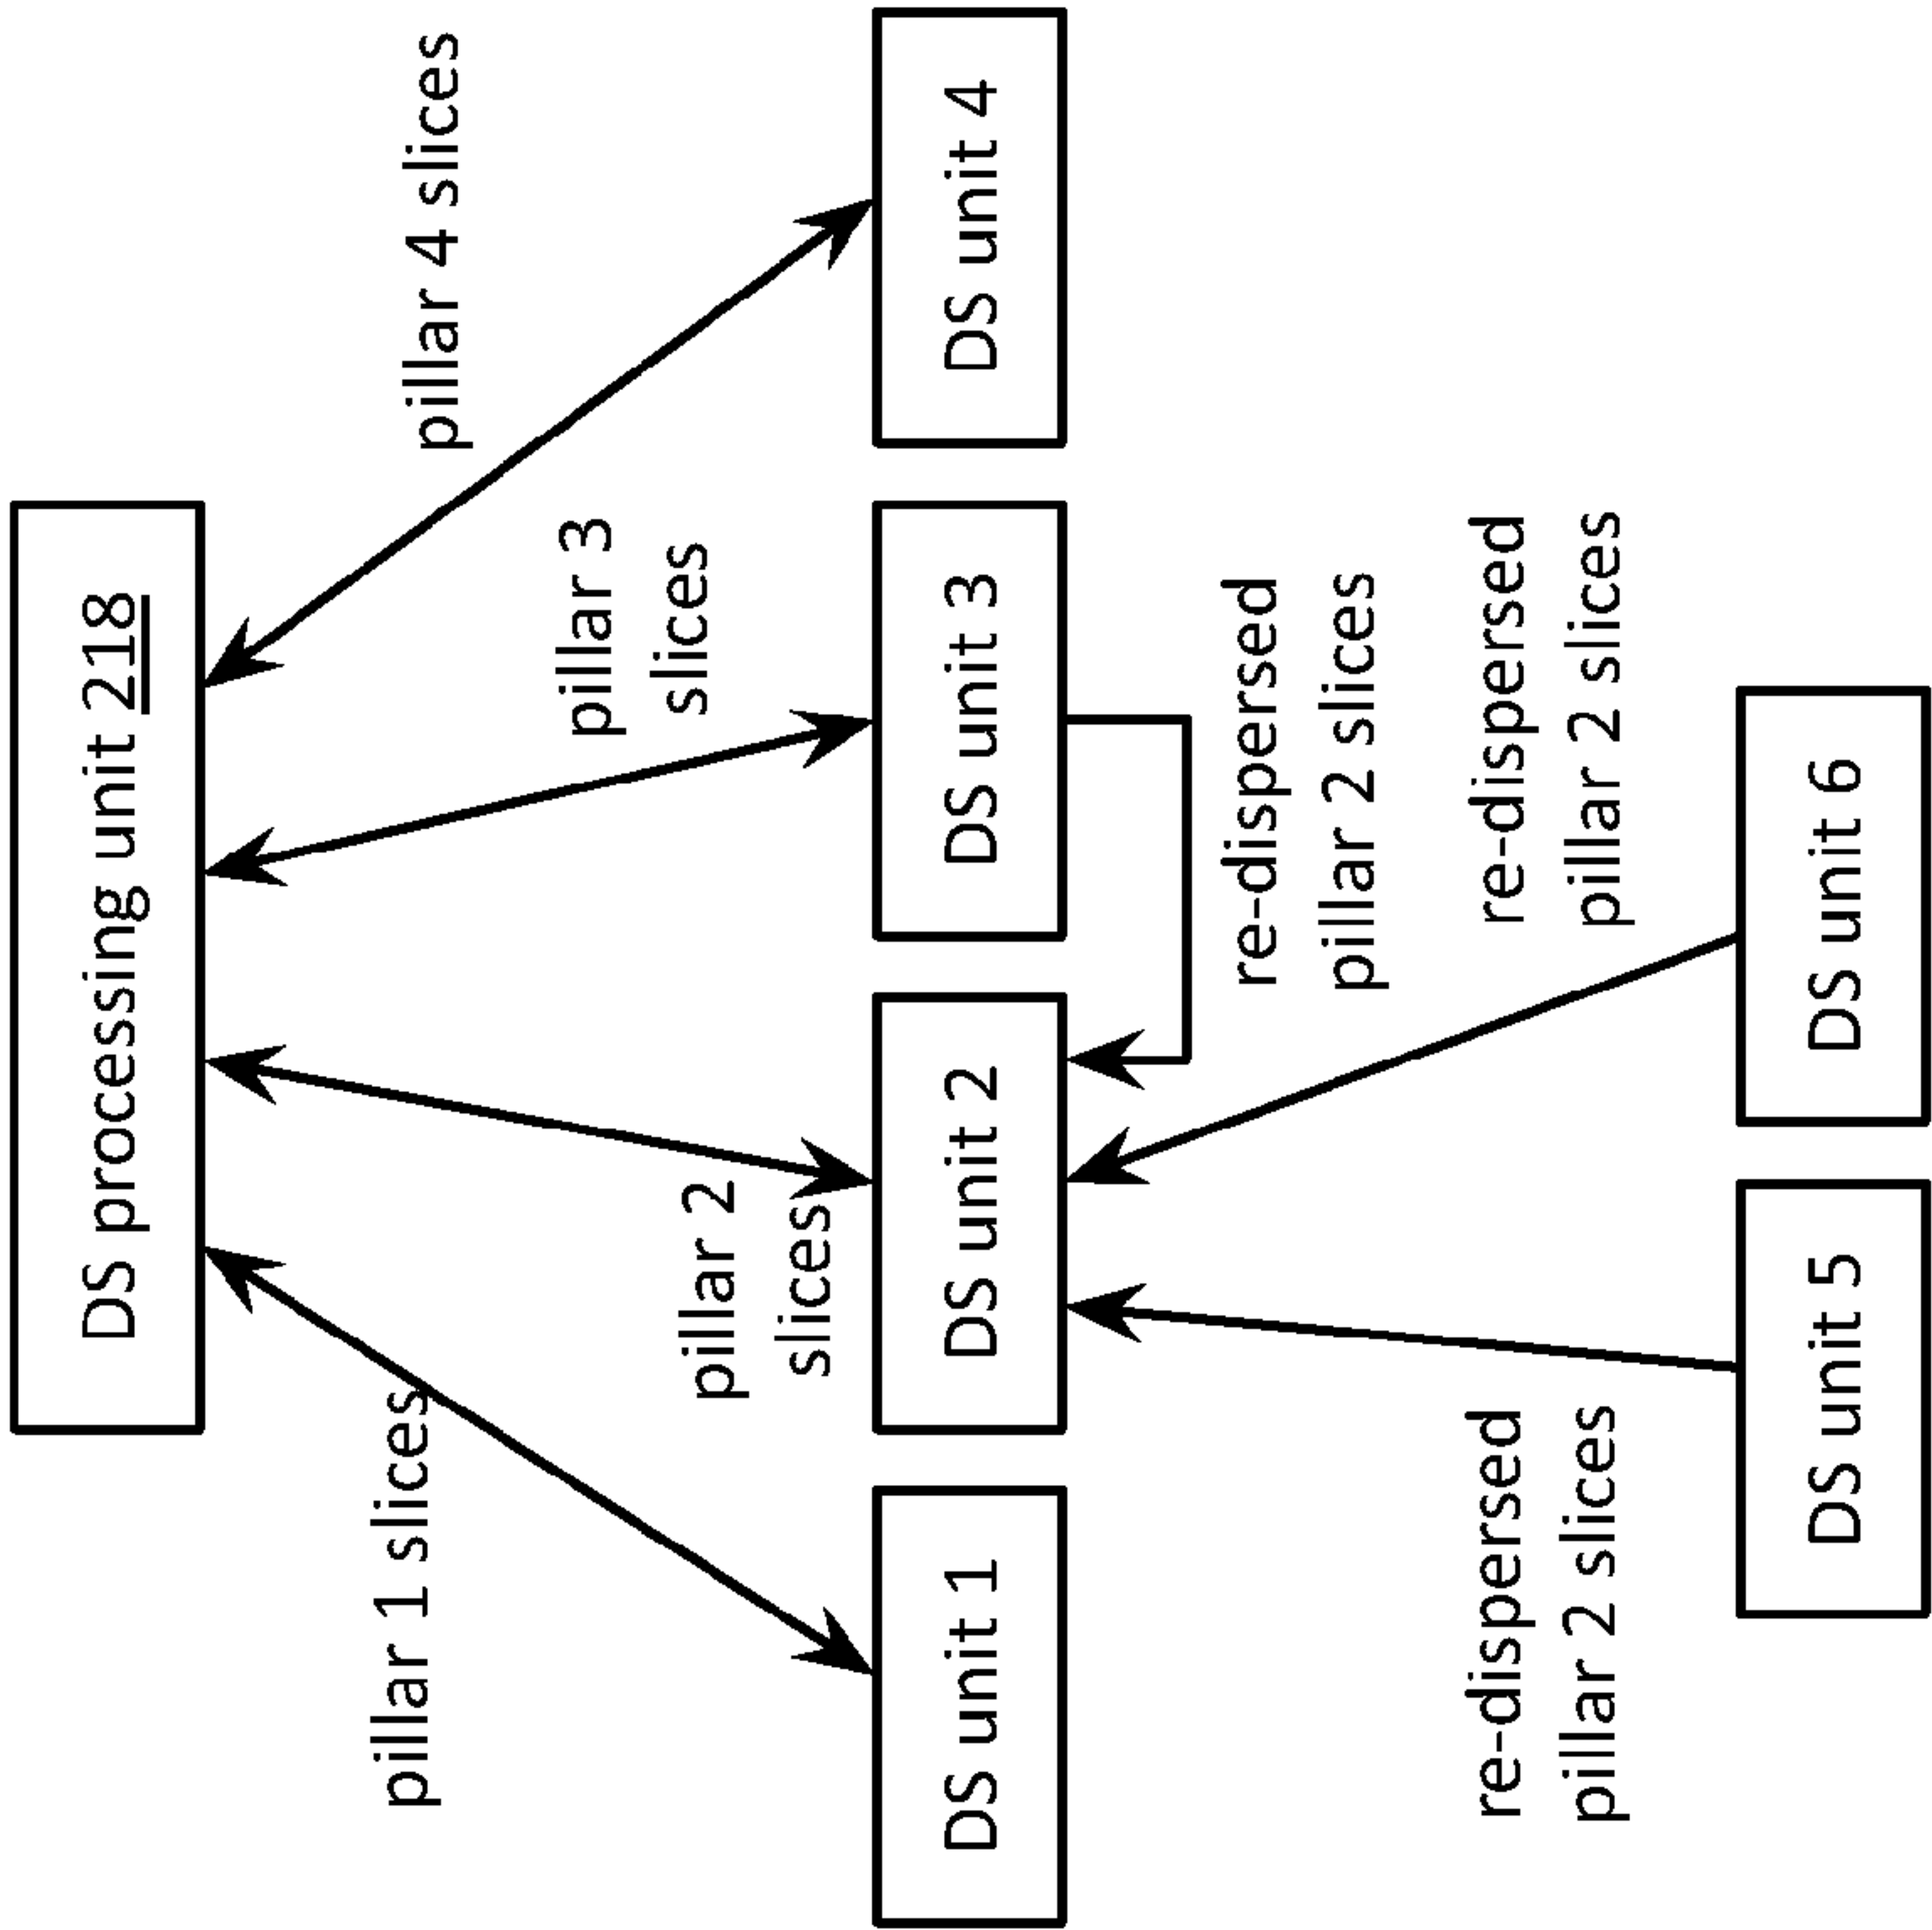 DS processing unit 218
pillar 1 slices
pillar 2
slices
pillar 3
slices
pillar 4 slices
DS unit 1
DS unit 2
DS unit 3
DS unit 4
re-dispersed
pillar 2 slices
re-dispersed
pillar 2 slices
re-dispersed
pillar 2 slices
DS unit 5
DS unit 6